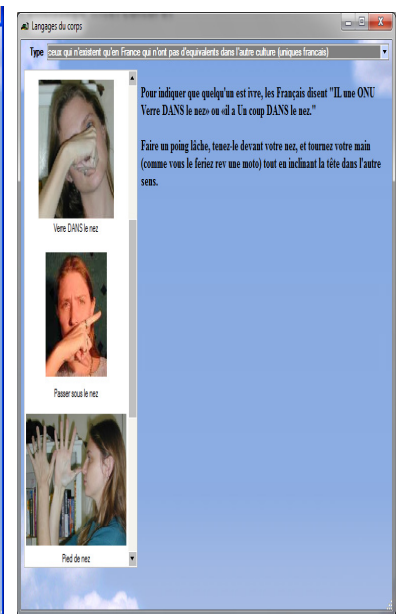 Langages du corps
Type ceux qui n'existent qu'en France qui n'ont pas d'equivalents dans l'autre culture (uniques francais)
Pour indiquer que quelqu'un est ivre, les Français disent "IL une ONU
Verre DANS le nez» ou «il a Un coup DANS le nez."
Faire un poing lâche, tenez-le devant votre nez, et tournez votre main
(comme vous le feriez rev une moto) tout en inclinant la tête dans l'autre
sens.
Verre DANS le nez
Passer sous le nez
Pied de nez